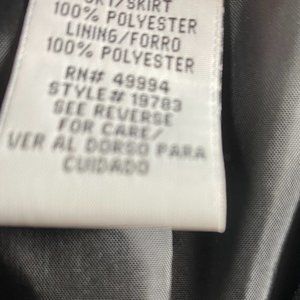 100% POLYESTER
LINING/FORRO
100% POLYESTER
RN# 49994
STYLE# 19783
SEE REVERSE
FOR CARE/
VER AL DORSO PARA
CUIDADO